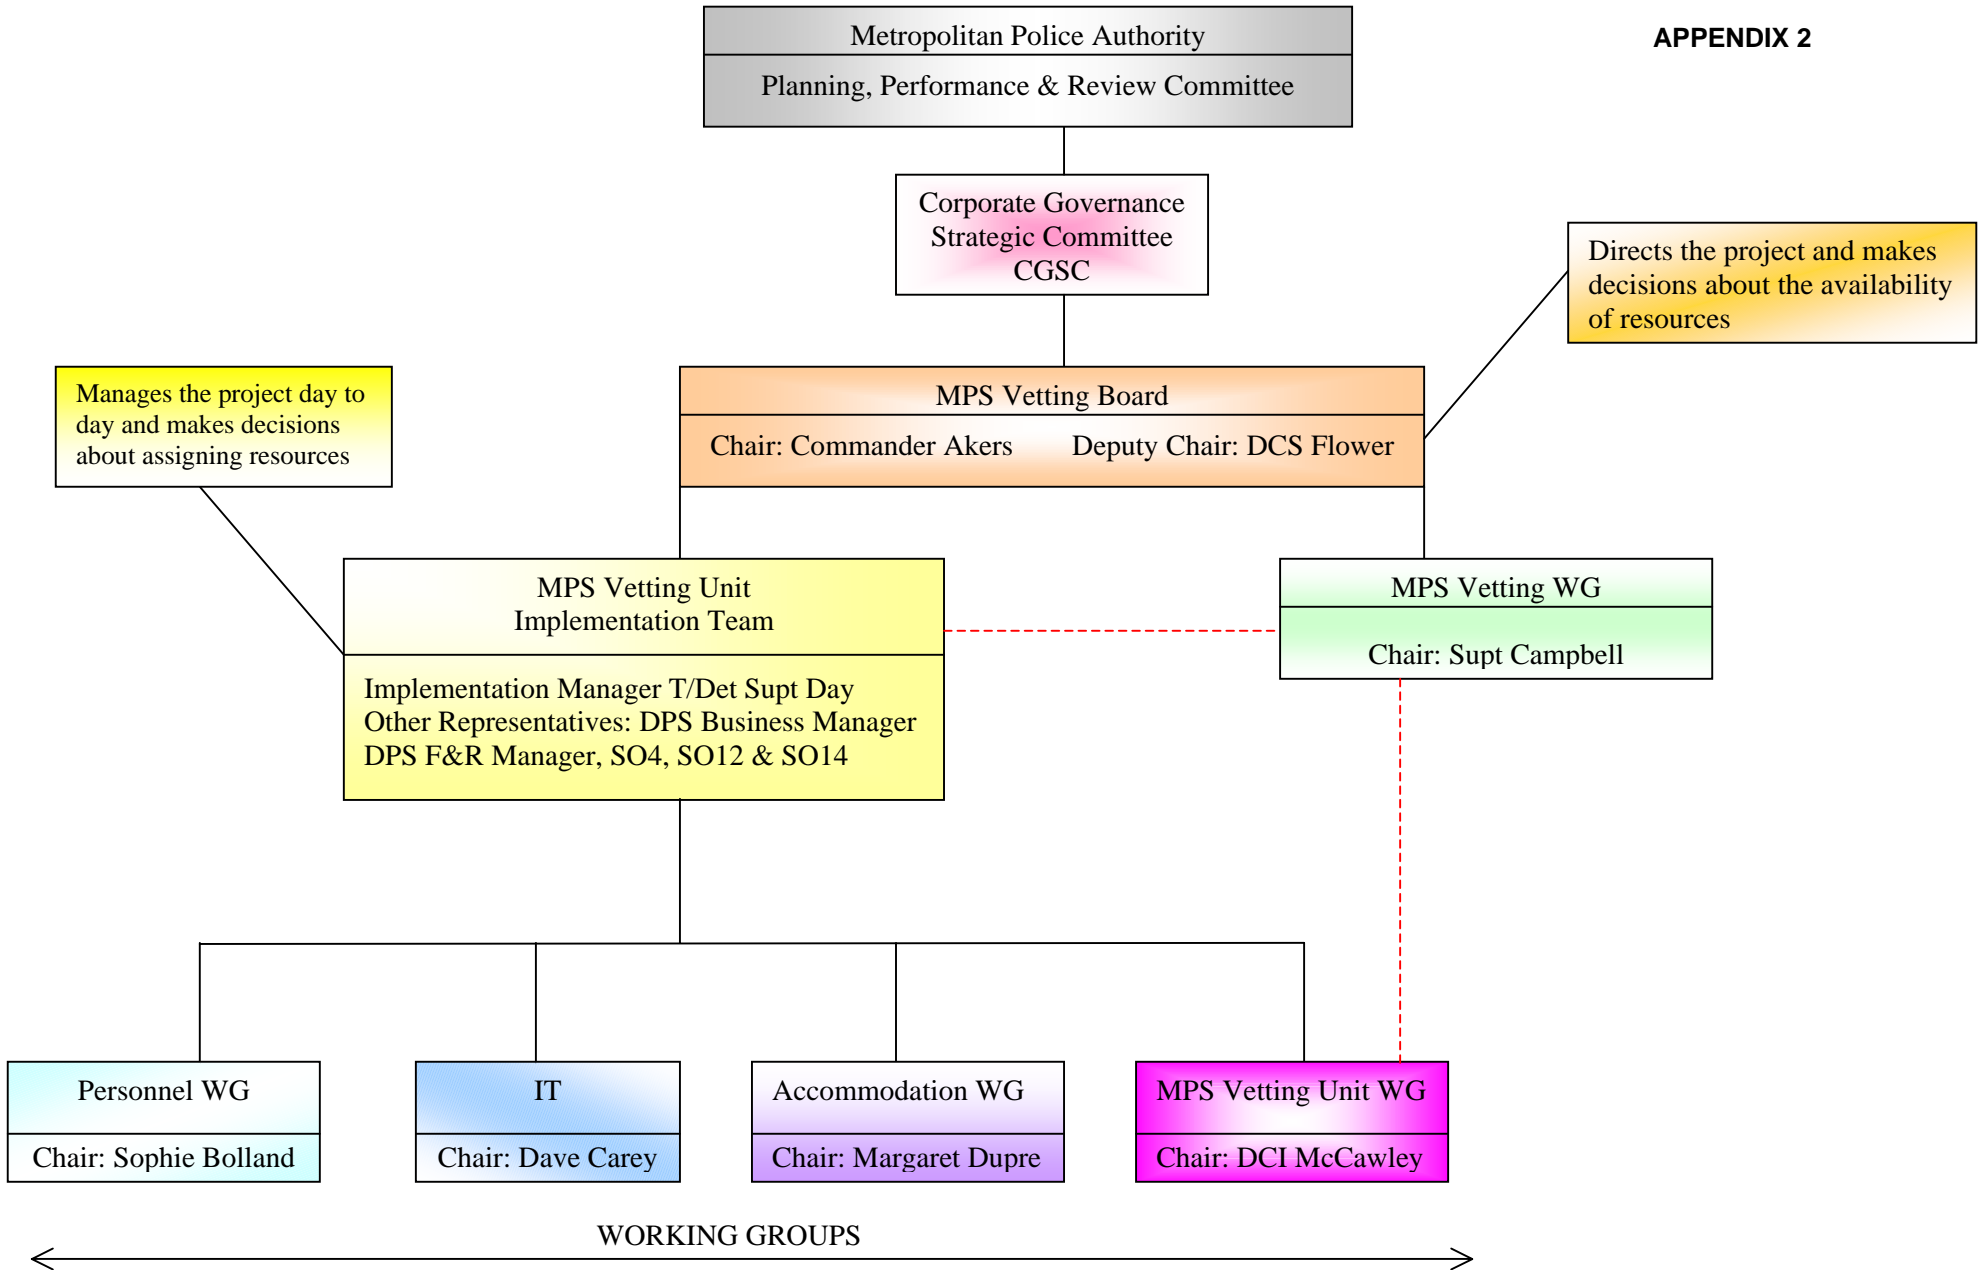 APPENDIX 2
Metropolitan Police Authority
Planning, Performance & Review Committee
Corporate Governance
Strategic Committee
CGSC
Directs the project and makes
decisions about the availability
of resources
Manages the project day to
day and makes decisions
about assigning resources
MPS Vetting Board
Chair: Commander Akers Deputy Chair: DCS Flower
MPS Vetting Unit
Implementation Team
Implementation Manager T/Det Supt Day
Other Representatives: DPS Business Manager
DPS F&R Manager, SO4, SO12 & SO14
MPS Vetting WG
Chair: Supt Campbell
Personnel WG
Chair: Sophie Bolland
IT
Chair: Dave Carey
Accommodation WG
Chair: Margaret Dupre
MPS Vetting Unit WG
Chair: DCI McCawley
WORKING GROUPS